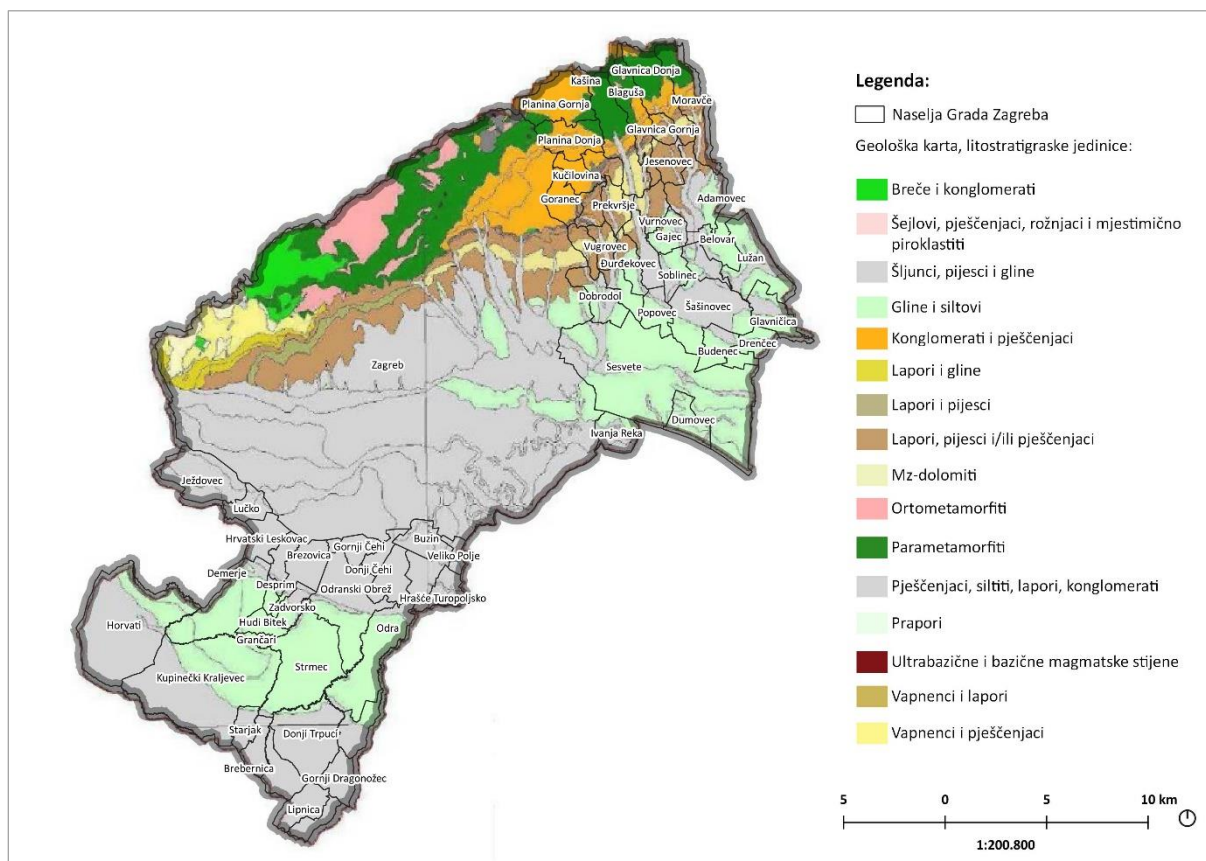 Glavnica Donja
Kašina
Blaguša
Planina Gornja
Moravče
Glavnica Gornja
Planina Donja
Jesenovec
Kučilovina
Goranec
Adamovec
Prekvršje
Vurnovec
Gajec
Belovar
Vugrovec
Lužan
Đurđekovec
Soblinec
Dobrodol
Šašinovec
Popovec
Glavničica
Drenčec
Budenec
Zagreb
Sesvete
Dumovec
Ivanja Reka
Ježdovec
Lučko
Hrvatski Leskovac
Buzin
Gornji Čehi
Brezovica
Veliko Polje
Donji Čehi
Demerje
Desprim
Odranski Obrež
Hrašće Turopoljsko
Zadvorsko
Horvati
Hudi Bitek
Odra
Grančari
Strmec
Kupinečki Kraljevec
Starjak
Donji Trpuci
Brebernica
Gornji Dragonožec
Lipnica
Legenda:
Naselja Grada Zagreba
Geološka karta, litostratigraske jedinice:
Breče i konglomerati
Šejlovi, pješčenjaci, rožnjaci i mjestimično
piroklastiti
Šljunci, pijesci i gline
Gline i siltovi
Konglomerati i pješčenjaci
Lapori i gline
Lapori i pijesci
Lapori, pijesci i/ili pješčenjaci
Mz-dolomiti
Ortometamorfiti
Parametamorfiti
Pješčenjaci, siltiti, lapori, konglomerati
Prapori
Ultrabazične i bazične magmatske stijene
Vapnenci i lapori
Vapnenci i pješčenjaci
5 0 5 10 km
1:200.800